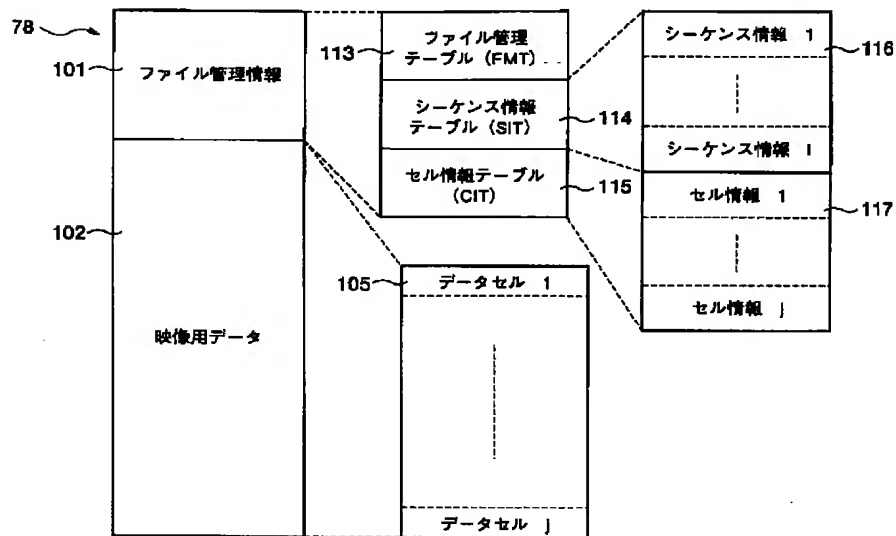 78
101
ファイル管理情報
102
映像用データ
113
ファイル管理
テーブル (FMT)
シーケンス情報
テーブル (SIT)
114
セル情報テーブル
(CIT)
115
105
データセル 1
データセル j
シーケンス情報 1
116
シーケンス情報 i
セル情報 1
117
セル情報 j